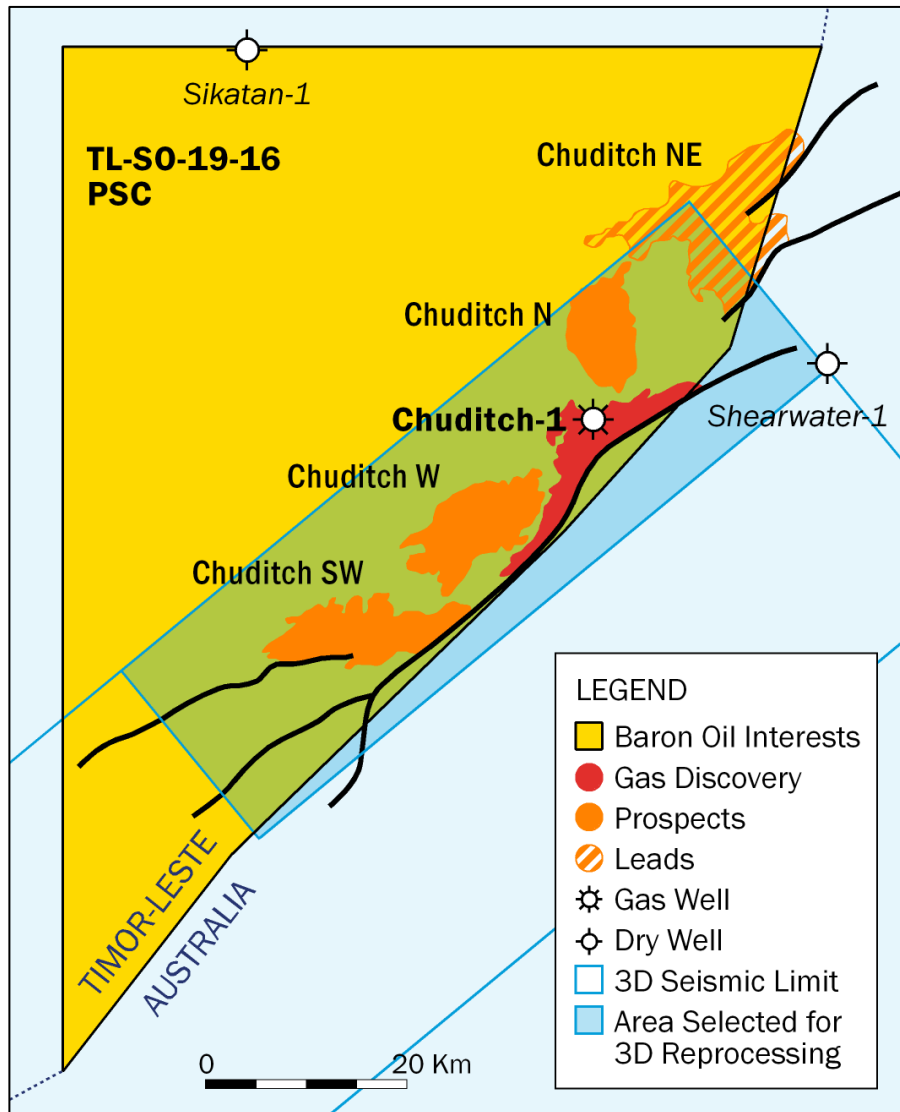 Sikatan-1
TL-SO-19-16
PSC
Chuditch NE
Chuditch N
Chuditch-1
Shearwater-1
Chuditch W
Chuditch SW
TIMOR-LESTE
AUSTRALIA
0 20 Km
LEGEND
Baron Oil Interests
Gas Discovery
Prospects
Leads
Gas Well
Dry Well
3D Seismic Limit
Area Selected for
3D Reprocessing